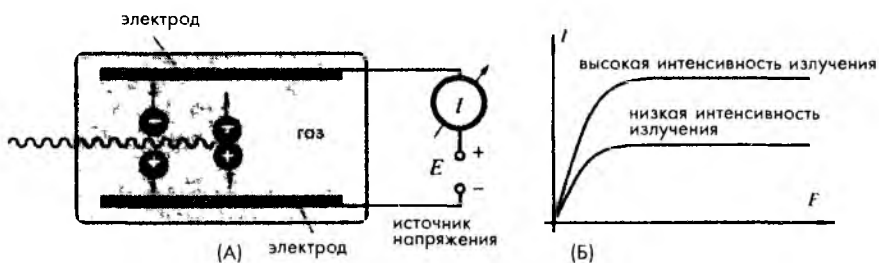 электрод
газ
I
E
+
−
источник
напряжения
(А)
электрод
I
высокая интенсивность излучения
низкая интенсивность
излучения
E
(Б)